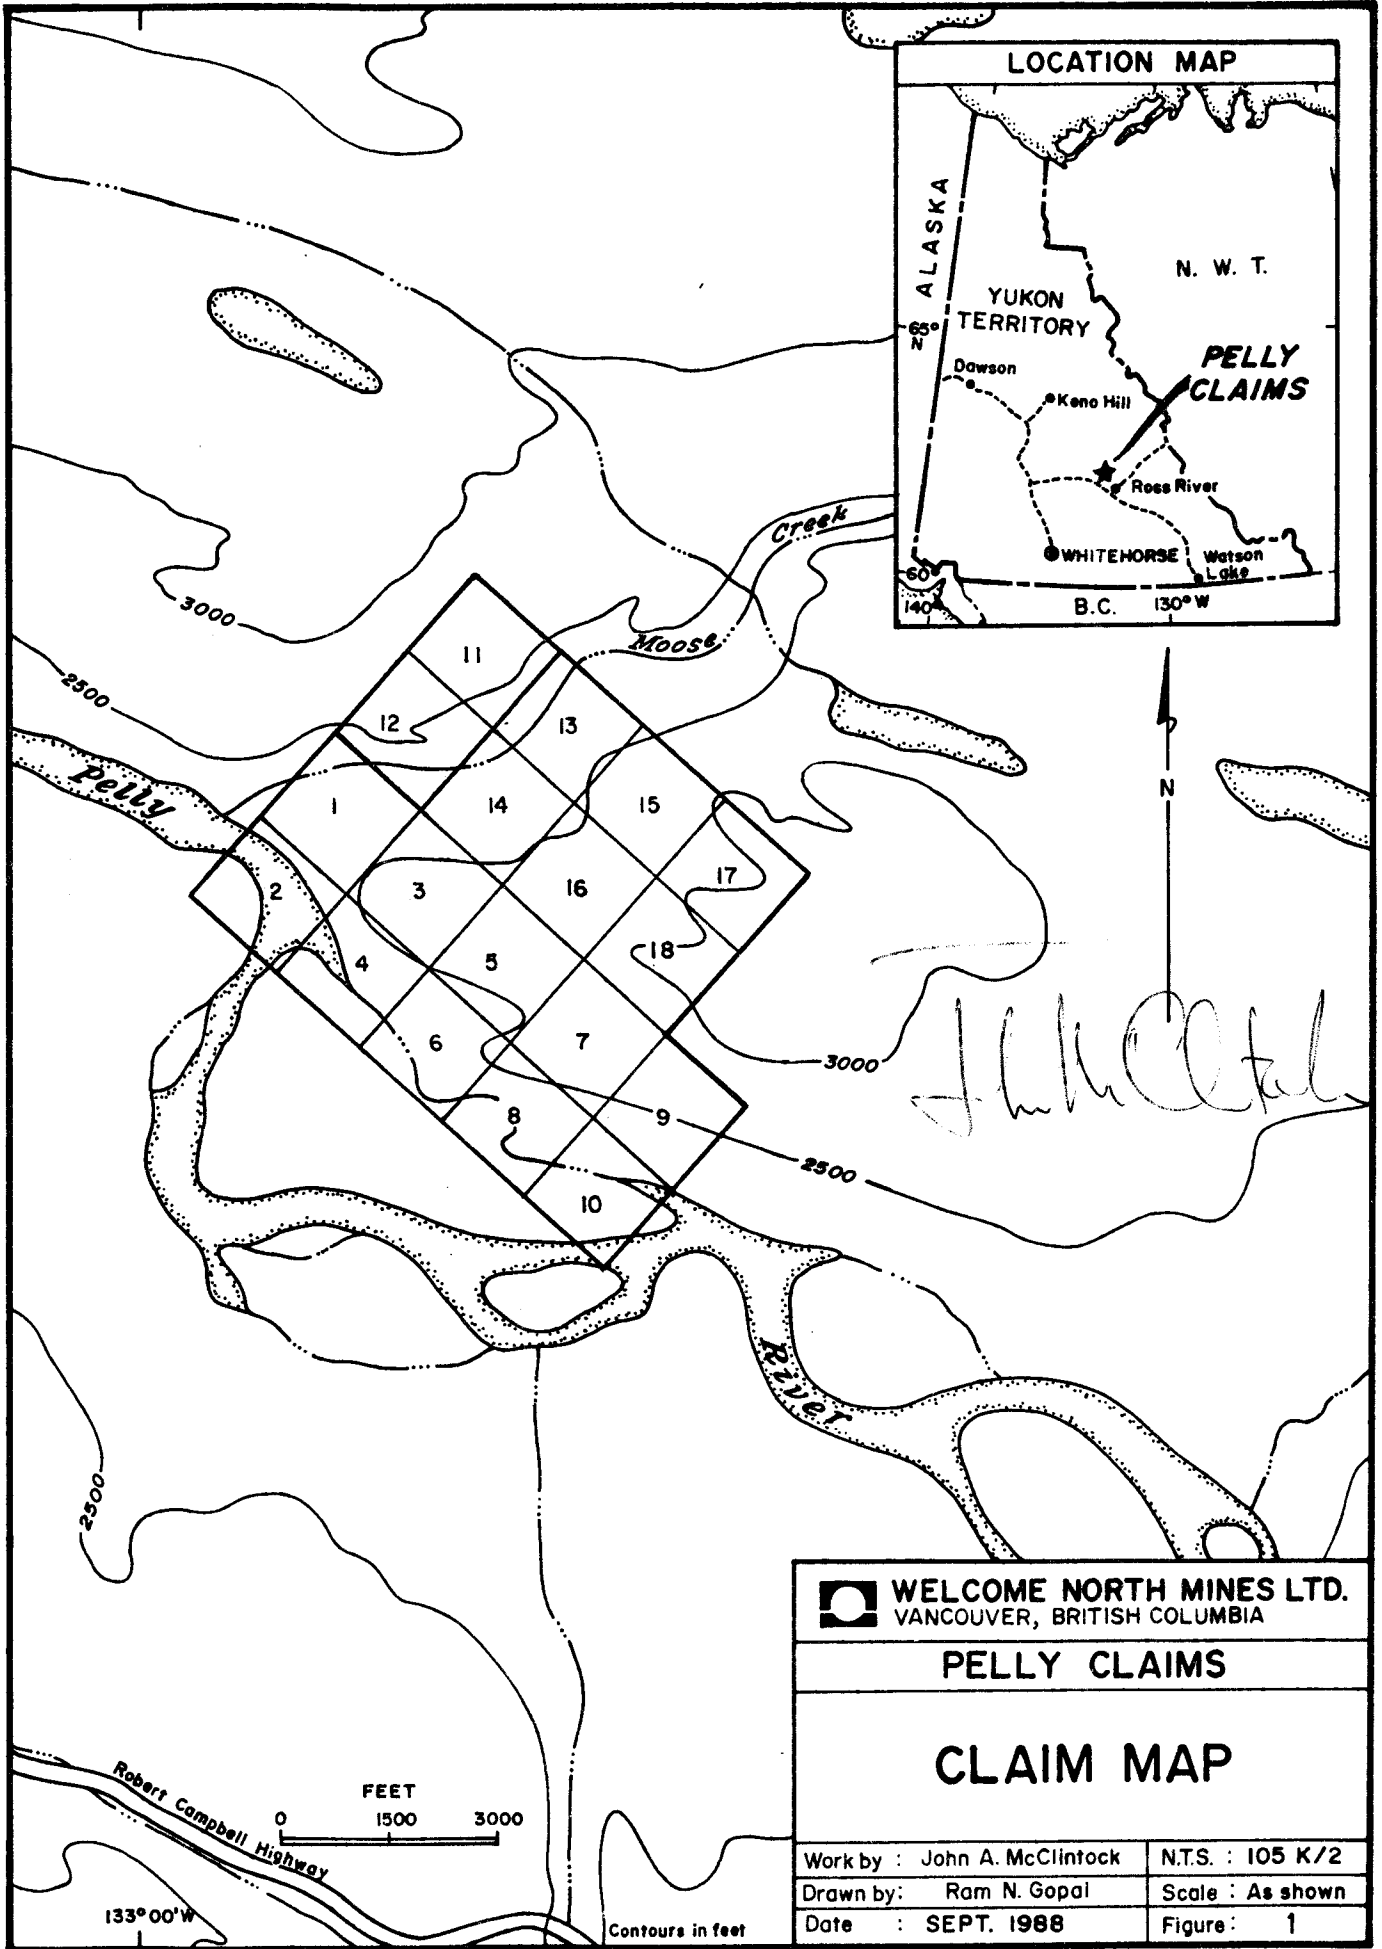 LOCATION MAP
ALASKA
N. W. T.
YUKON
TERRITORY
65°
N
PELLY
CLAIMS
Dawson
Keno Hill
Ross River
WHITEHORSE
Watson
Lake
60°
140°
B.C.
130° W
Creek
Moose
3000
2500
11
12
13
Pelly
1
14
15
N
2
3
16
17
4
5
18
6
7
3000
8
9
2500
10
River
2500
WELCOME NORTH MINES LTD.
VANCOUVER, BRITISH COLUMBIA
PELLY CLAIMS
CLAIM MAP
Robert Campbell Highway
FEET
0 1500 3000
133°00'W
Contours in feet
Work by : John A. McClintock
N.T.S. : 105 K/2
Drawn by: Ram N. Gopal
Scale : As shown
Date : SEPT. 1988
Figure: 1